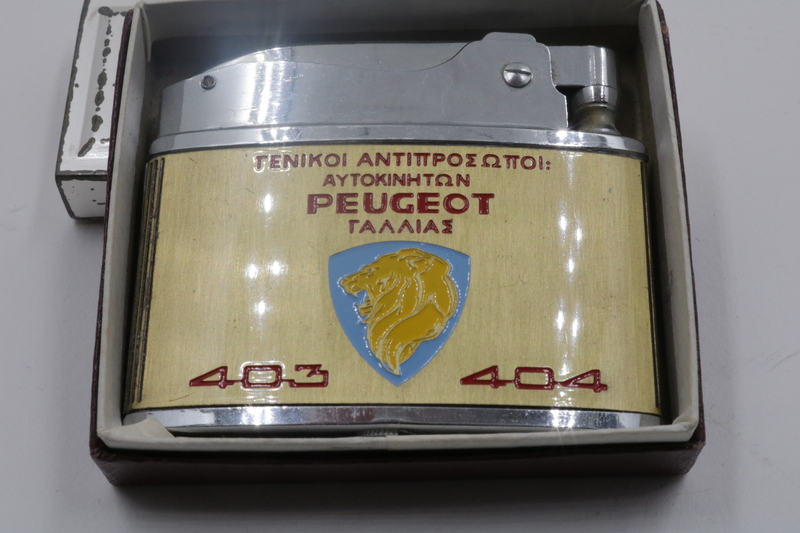 ΓΕΝΙΚΟΙ ΑΝΤΙΠΡΟΣΩΠΟΙ:
ΑΥΤΟΚΙΝΗΤΩΝ
PEUGEOT
ΓΑΛΛΙΑΣ
403 404